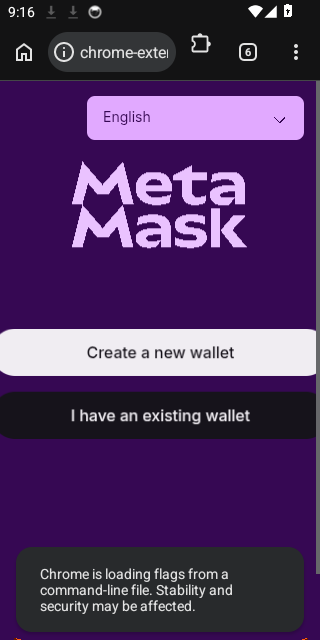 9:16
chrome-exter
6
English
Meta
Mask
Create a new wallet
I have an existing wallet
Chrome is loading flags from a
command-line file. Stability and
security may be affected.